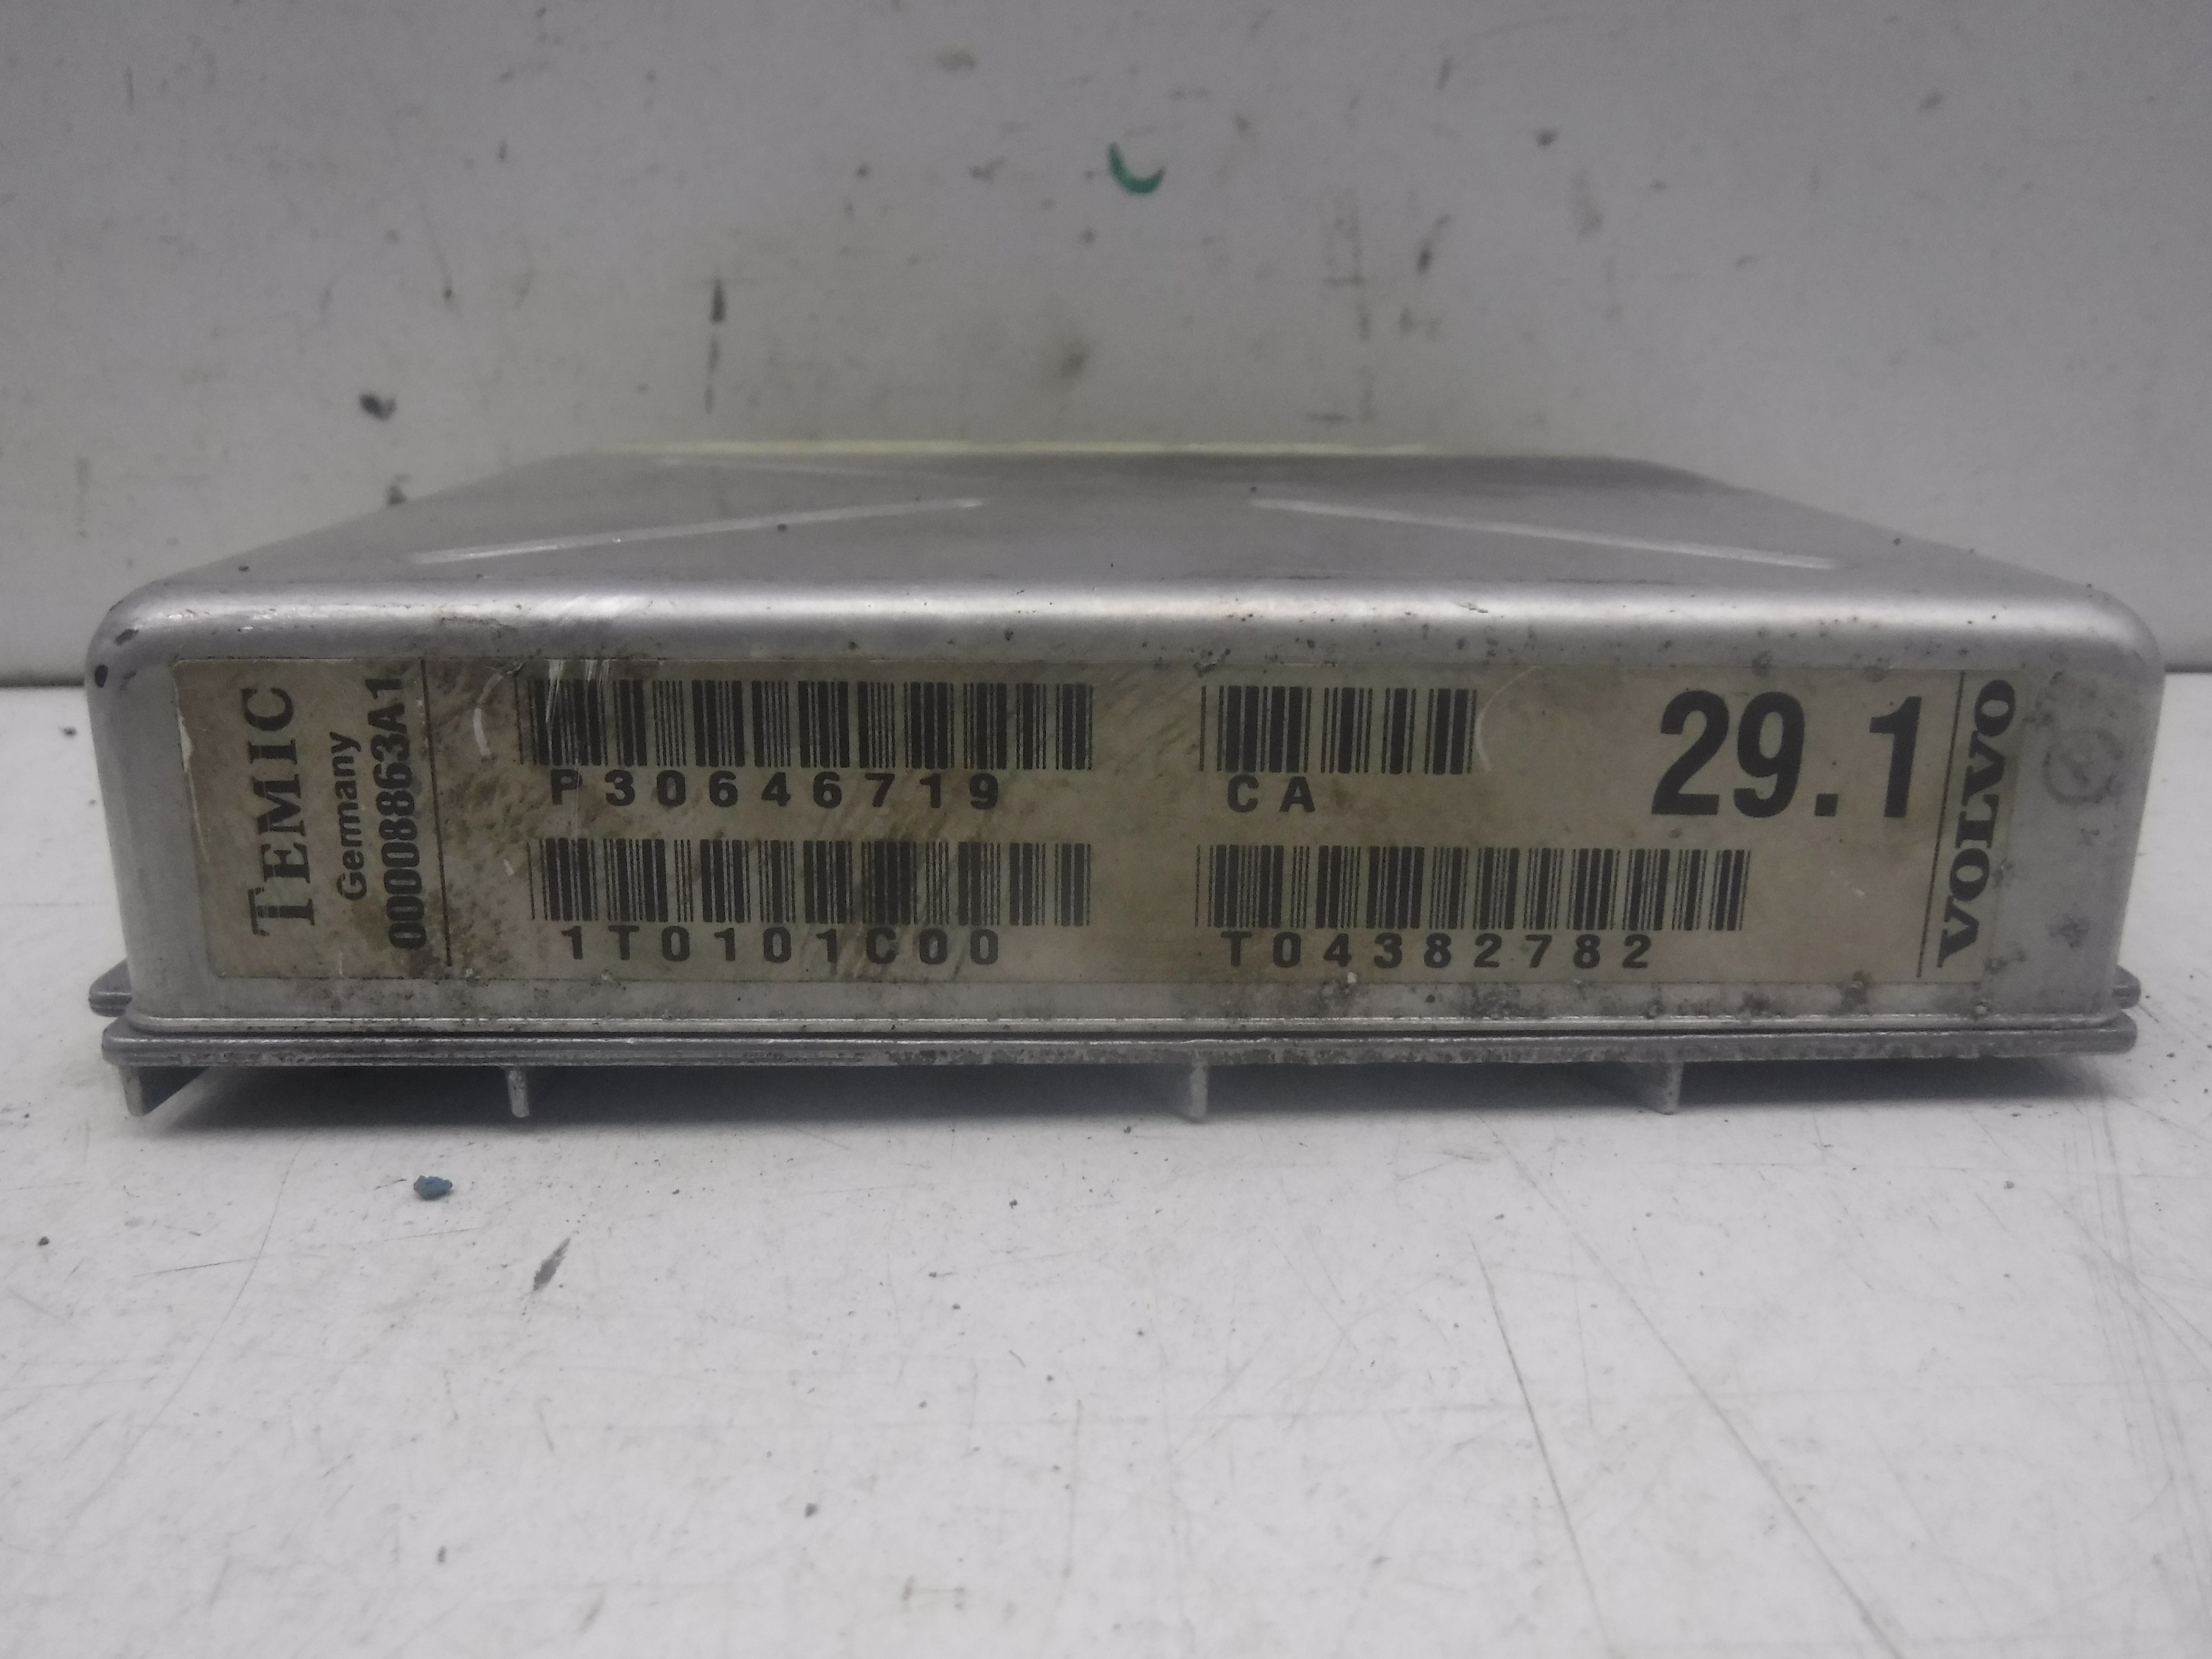 TEMIC
Germany
00008863A1
P30646719
CA
29.1
1T0101C00
T04382782
VOLVO